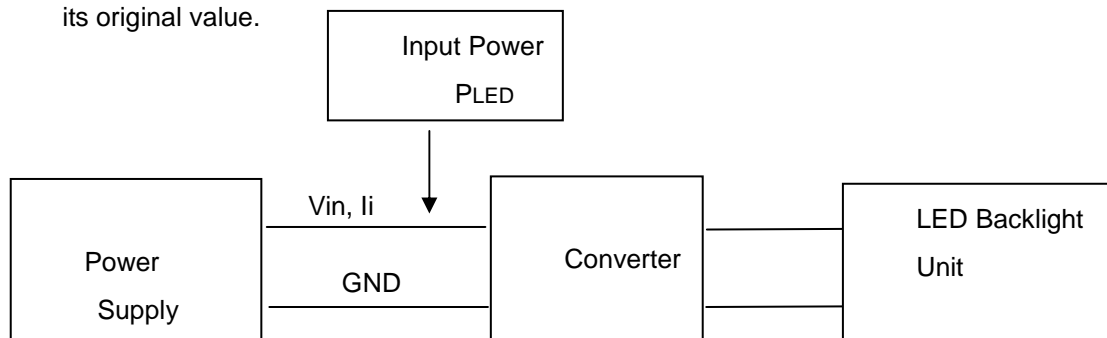 its original value.
Input Power
PLED
Vin, Ii
GND
Power
Supply
Converter
LED Backlight
Unit